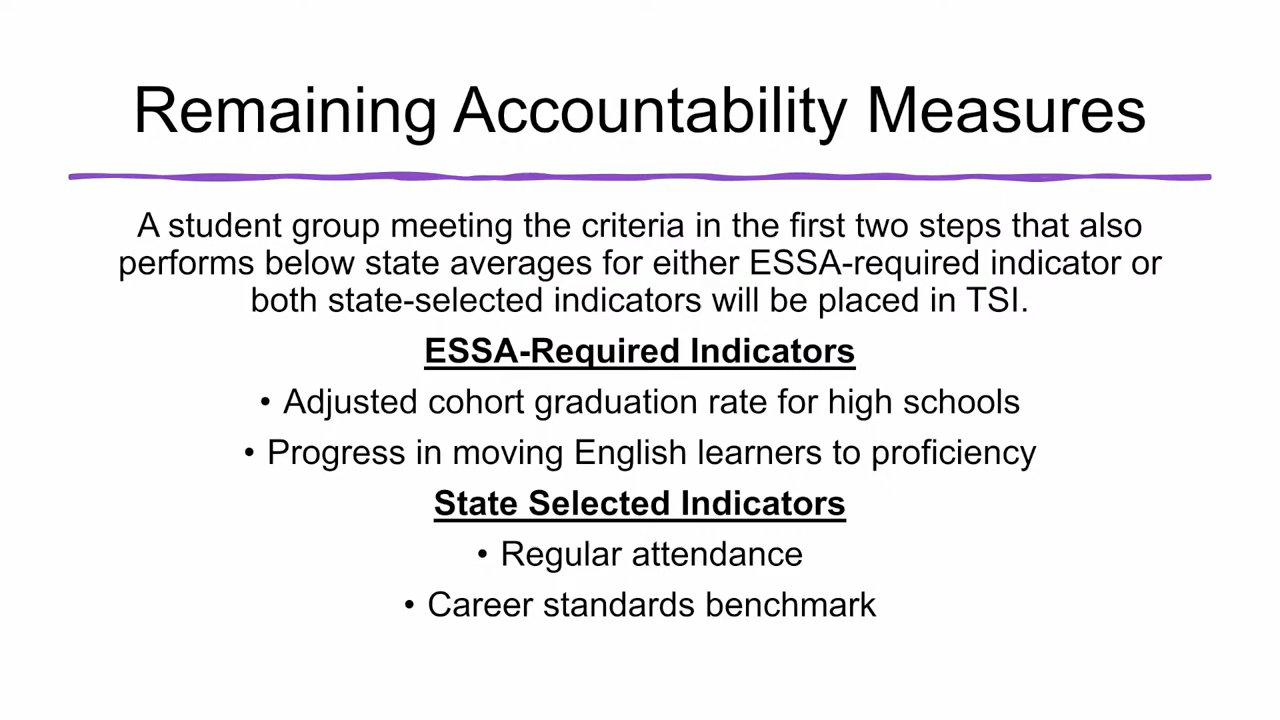 Remaining Accountability Measures
A student group meeting the criteria in the first two steps that also
performs below state averages for either ESSA-required indicator or
both state-selected indicators will be placed in TSI.
ESSA-Required Indicators
• Adjusted cohort graduation rate for high schools
• Progress in moving English learners to proficiency
State Selected Indicators
• Regular attendance
• Career standards benchmark